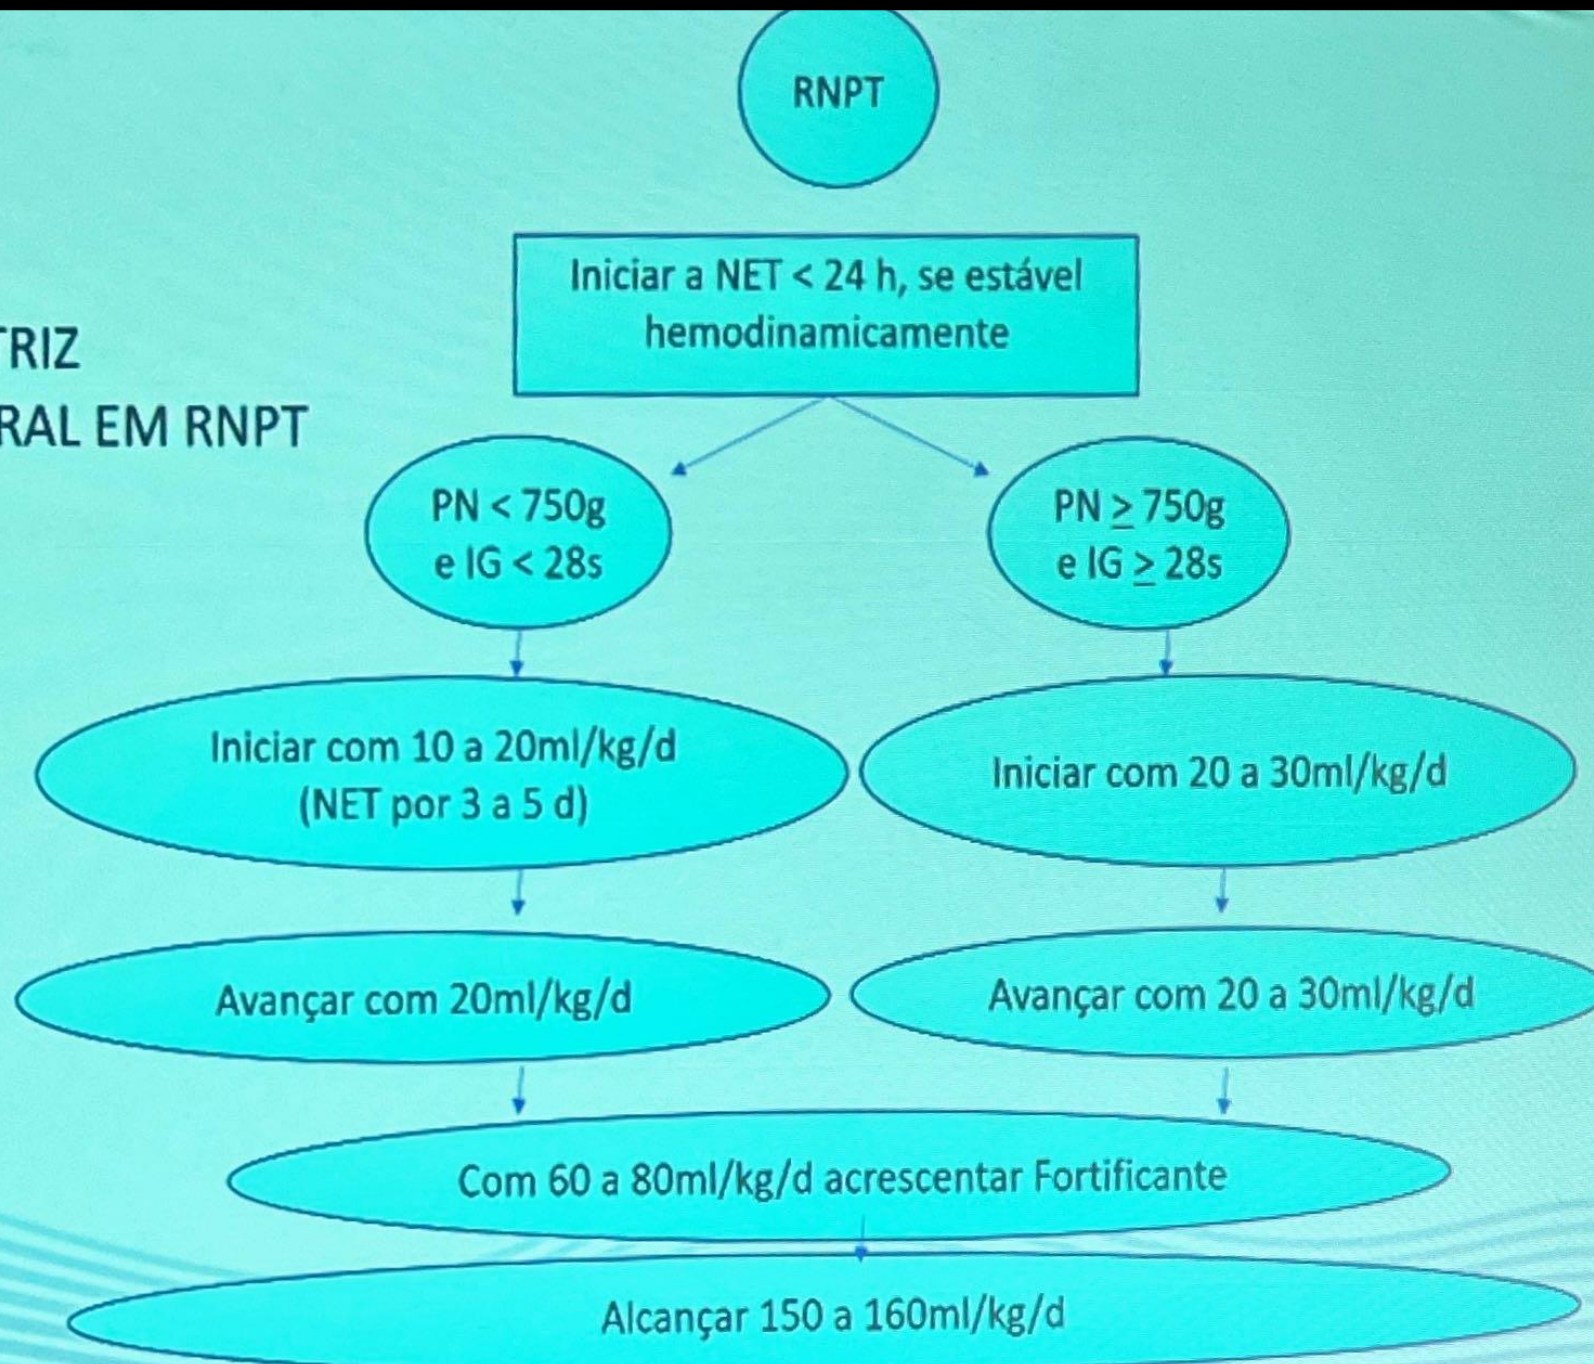 RNPT
Iniciar a NET < 24 h, se estável
hemodinamicamente
TRIZ
RAL EM RNPT
PN < 750g
e IG < 28s
PN ≥ 750g
e IG ≥ 28s
Iniciar com 10 a 20ml/kg/d
(NET por 3 a 5 d)
Iniciar com 20 a 30ml/kg/d
Avançar com 20ml/kg/d
Avançar com 20 a 30ml/kg/d
Com 60 a 80ml/kg/d acrescentar Fortificante
Alcançar 150 a 160ml/kg/d